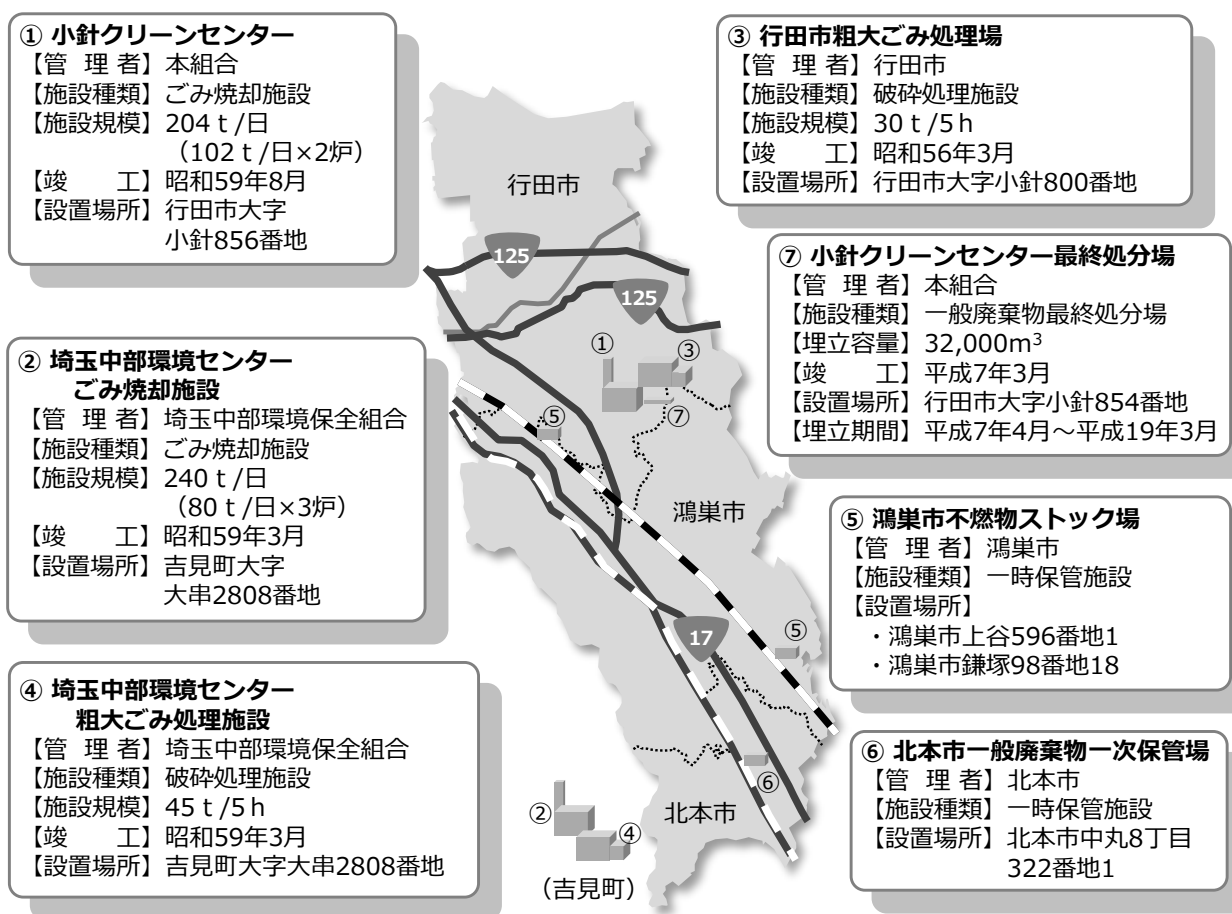 ① 小針クリーンセンター
【管 理 者】本組合
【施設種類】ごみ焼却施設
【施設規模】204ｔ/日
（102ｔ/日×2炉）
【竣　　工】昭和59年8月
【設置場所】行田市大字
小針856番地
② 埼玉中部環境センター
ごみ焼却施設
【管 理 者】埼玉中部環境保全組合
【施設種類】ごみ焼却施設
【施設規模】240ｔ/日
（80ｔ/日×3炉）
【竣　　工】昭和59年3月
【設置場所】吉見町大字
大串2808番地
④ 埼玉中部環境センター
粗大ごみ処理施設
【管 理 者】埼玉中部環境保全組合
【施設種類】破砕処理施設
【施設規模】45ｔ/5ｈ
【竣　　工】昭和59年3月
【設置場所】吉見町大字大串2808番地
行田市
125
125
①
③
⑤
⑦
鴻巣市
17
⑤
⑥
北本市
②
④
（吉見町）
③ 行田市粗大ごみ処理場
【管 理 者】行田市
【施設種類】破砕処理施設
【施設規模】30ｔ/5ｈ
【竣　　工】昭和56年3月
【設置場所】行田市大字小針800番地
⑦ 小針クリーンセンター最終処分場
【管 理 者】本組合
【施設種類】一般廃棄物最終処分場
【埋立容量】32,000m³
【竣　　工】平成7年3月
【設置場所】行田市大字小針854番地
【埋立期間】平成7年4月～平成19年3月
⑤ 鴻巣市不燃物ストック場
【管 理 者】鴻巣市
【施設種類】一時保管施設
【設置場所】
・鴻巣市上谷596番地1
・鴻巣市鎌塚98番地18
⑥ 北本市一般廃棄物一次保管場
【管 理 者】北本市
【施設種類】一時保管施設
【設置場所】北本市中丸8丁目
322番地1